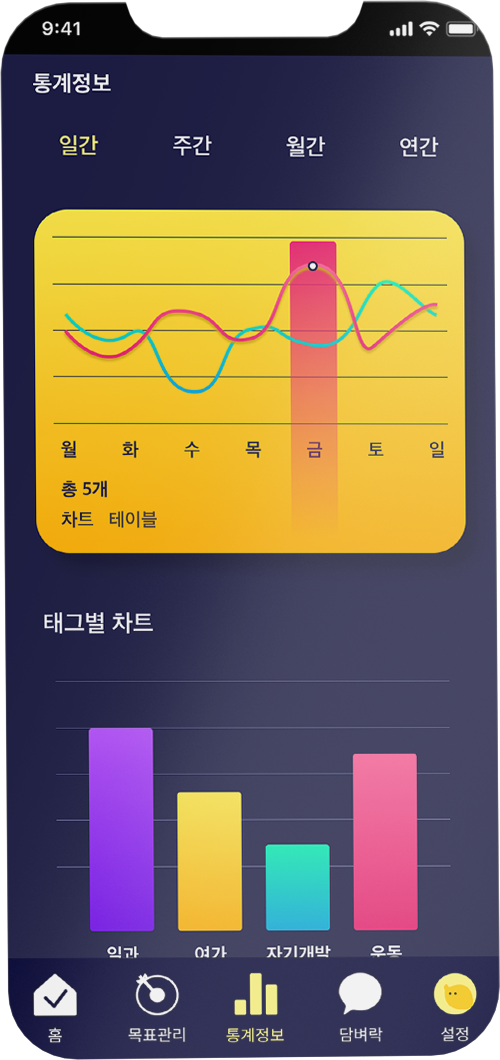 9:41
통계정보
일간 주간 월간 연간
월 화 수 목 금 토 일
총 5개
차트 테이블
태그별 차트
일과 여가 자기개발 운동
홈 목표관리 통계정보 담벼락 설정